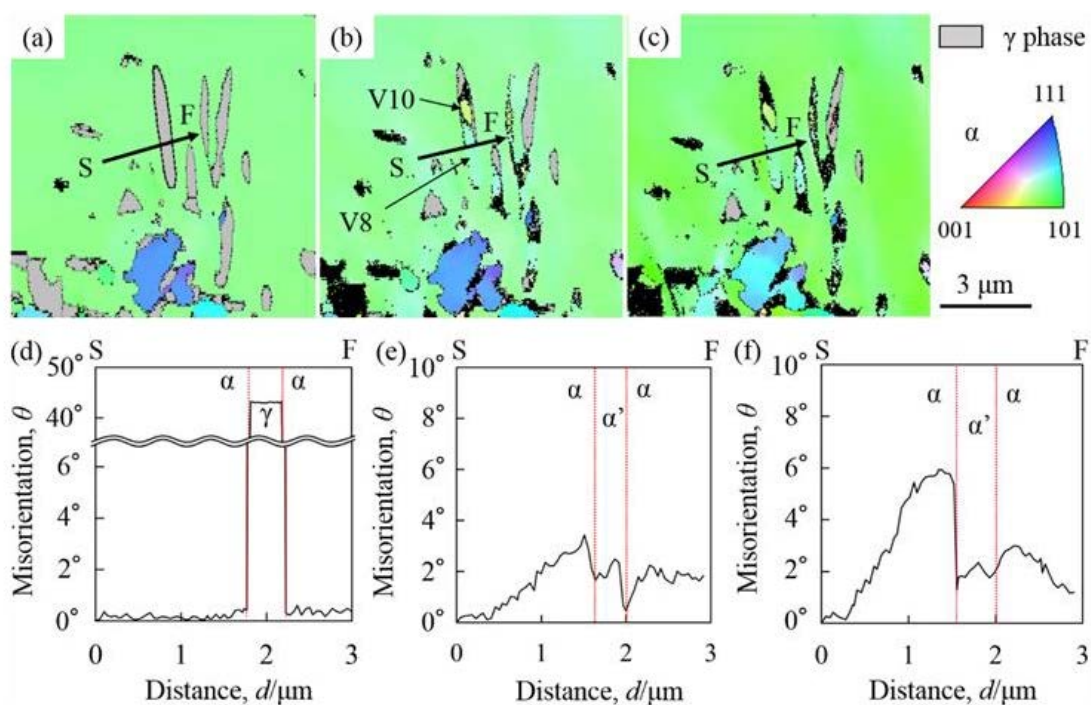 (a)
(b)
(c)
γ phase
V10
F
S
F
S
V8
F
S
α
111
001
101
3 μm
(d)
S
F
50°
40°
6°
4°
2°
0°
α
α
γ
Misorientation, θ
0
1
2
3
Distance, d/μm
(e)
S
F
10°
8°
6°
4°
2°
0°
α
α
α’
Misorientation, θ
0
1
2
3
Distance, d/μm
(f)
S
F
10°
8°
6°
4°
2°
0°
α
α
α’
Misorientation, θ
0
1
2
3
Distance, d/μm